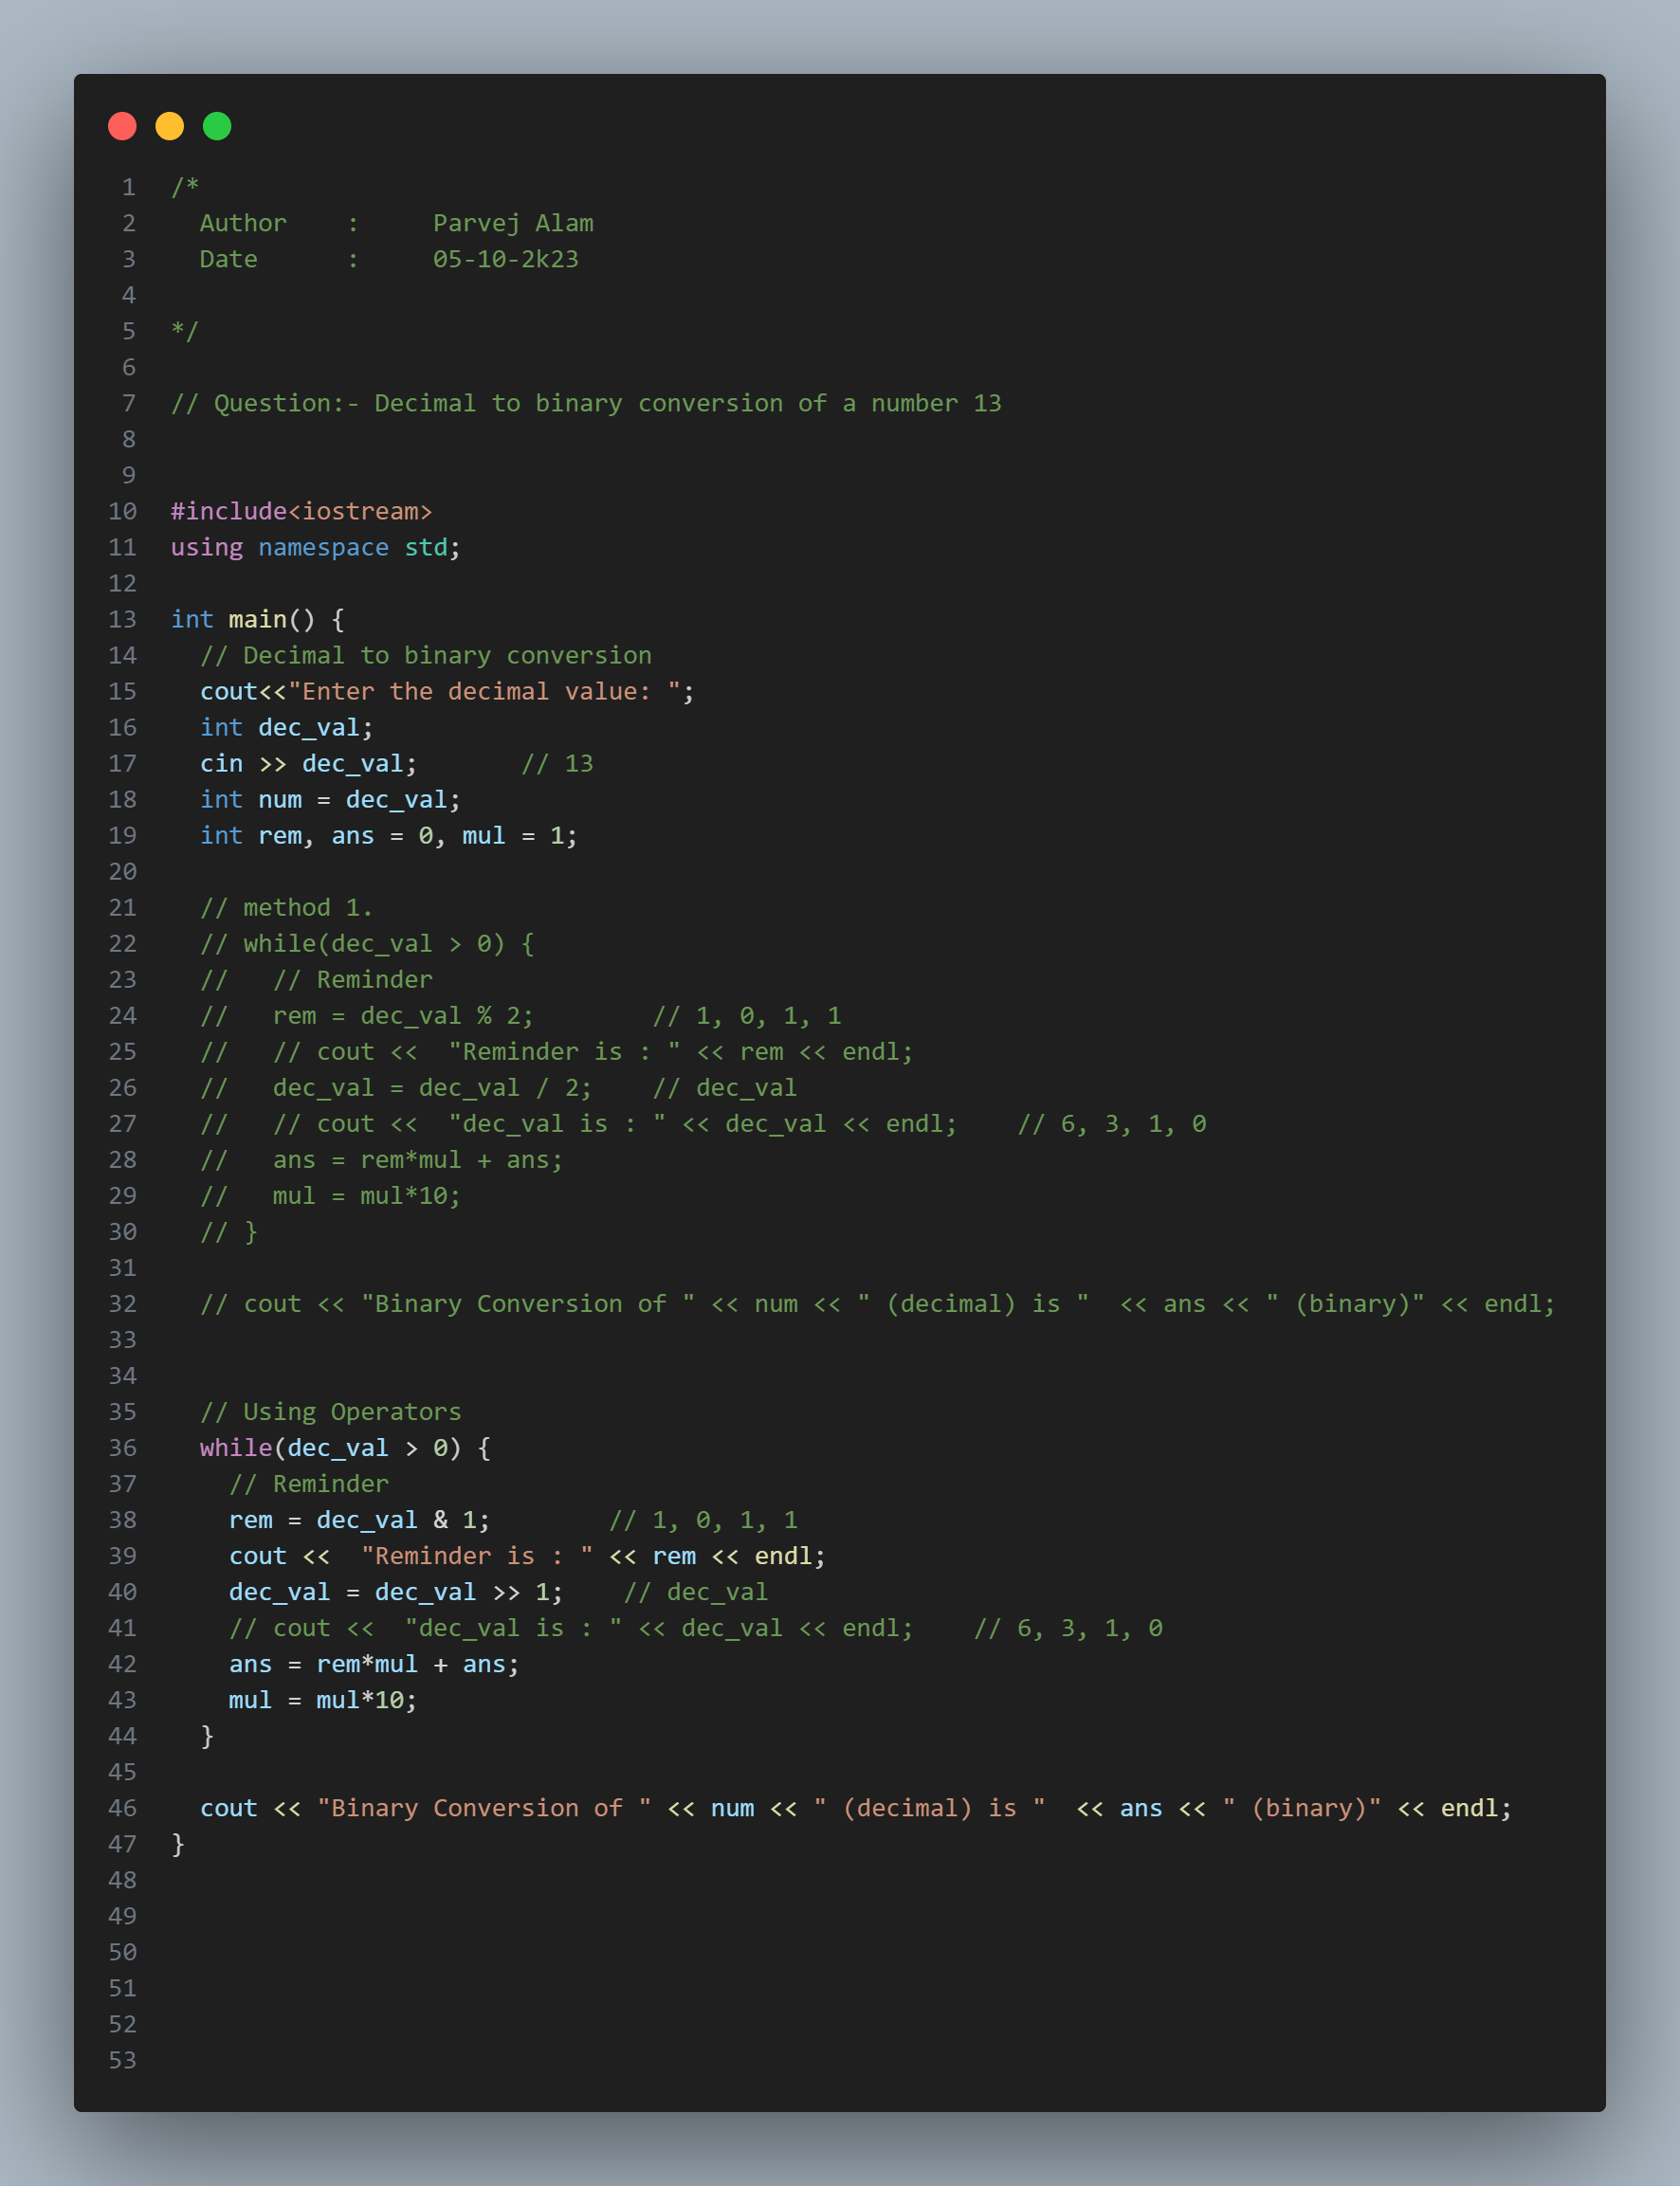 1 /*
2   Author    :     Parvej Alam
3   Date      :     05-10-2k23
4
5 */
6
7 // Question:- Decimal to binary conversion of a number 13
8
9
10 #include<iostream>
11 using namespace std;
12
13 int main() {
14   // Decimal to binary conversion
15   cout<<"Enter the decimal value: ";
16   int dec_val;
17   cin >> dec_val;       // 13
18   int num = dec_val;
19   int rem, ans = 0, mul = 1;
20
21   // method 1.
22   // while(dec_val > 0) {
23   //   // Reminder
24   //   rem = dec_val % 2;        // 1, 0, 1, 1
25   //   // cout <<  "Reminder is : " << rem << endl;
26   //   dec_val = dec_val / 2;    // dec_val
27   //   // cout <<  "dec_val is : " << dec_val << endl;    // 6, 3, 1, 0
28   //   ans = rem*mul + ans;
29   //   mul = mul*10;
30   // }
31
32   // cout << "Binary Conversion of " << num << " (decimal) is "  << ans << " (binary)" << endl;
33
34
35   // Using Operators
36   while(dec_val > 0) {
37     // Reminder
38     rem = dec_val & 1;        // 1, 0, 1, 1
39     cout <<  "Reminder is : " << rem << endl;
40     dec_val = dec_val >> 1;    // dec_val
41     // cout <<  "dec_val is : " << dec_val << endl;    // 6, 3, 1, 0
42     ans = rem*mul + ans;
43     mul = mul*10;
44   }
45
46   cout << "Binary Conversion of " << num << " (decimal) is "  << ans << " (binary)" << endl;
47 }
48
49
50
51
52
53